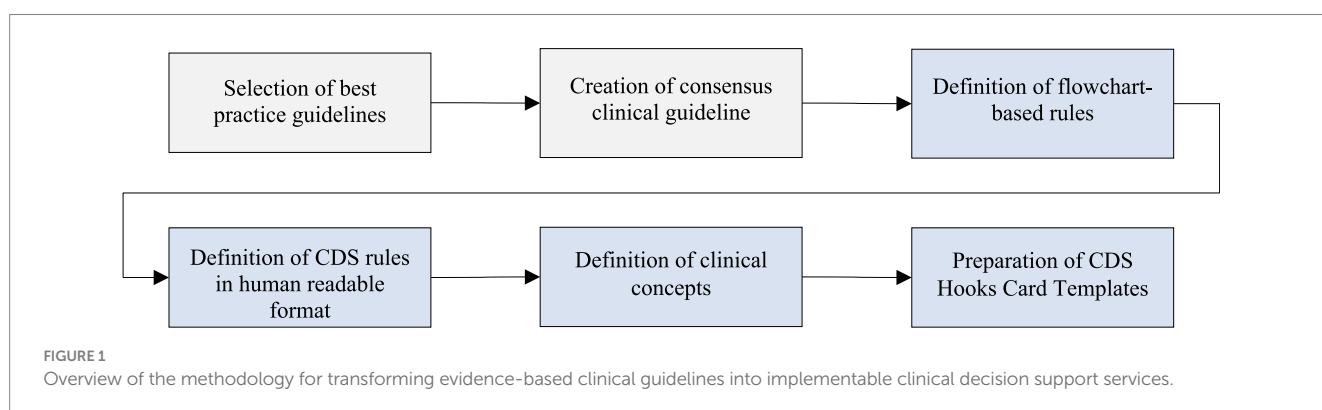 Selection of best
practice guidelines
Creation of consensus
clinical guideline
Definition of flowchart-
based rules
Definition of CDS rules
in human readable
format
Definition of clinical
concepts
Preparation of CDS
Hooks Card Templates
FIGURE 1
Overview of the methodology for transforming evidence-based clinical guidelines into implementable clinical decision support services.